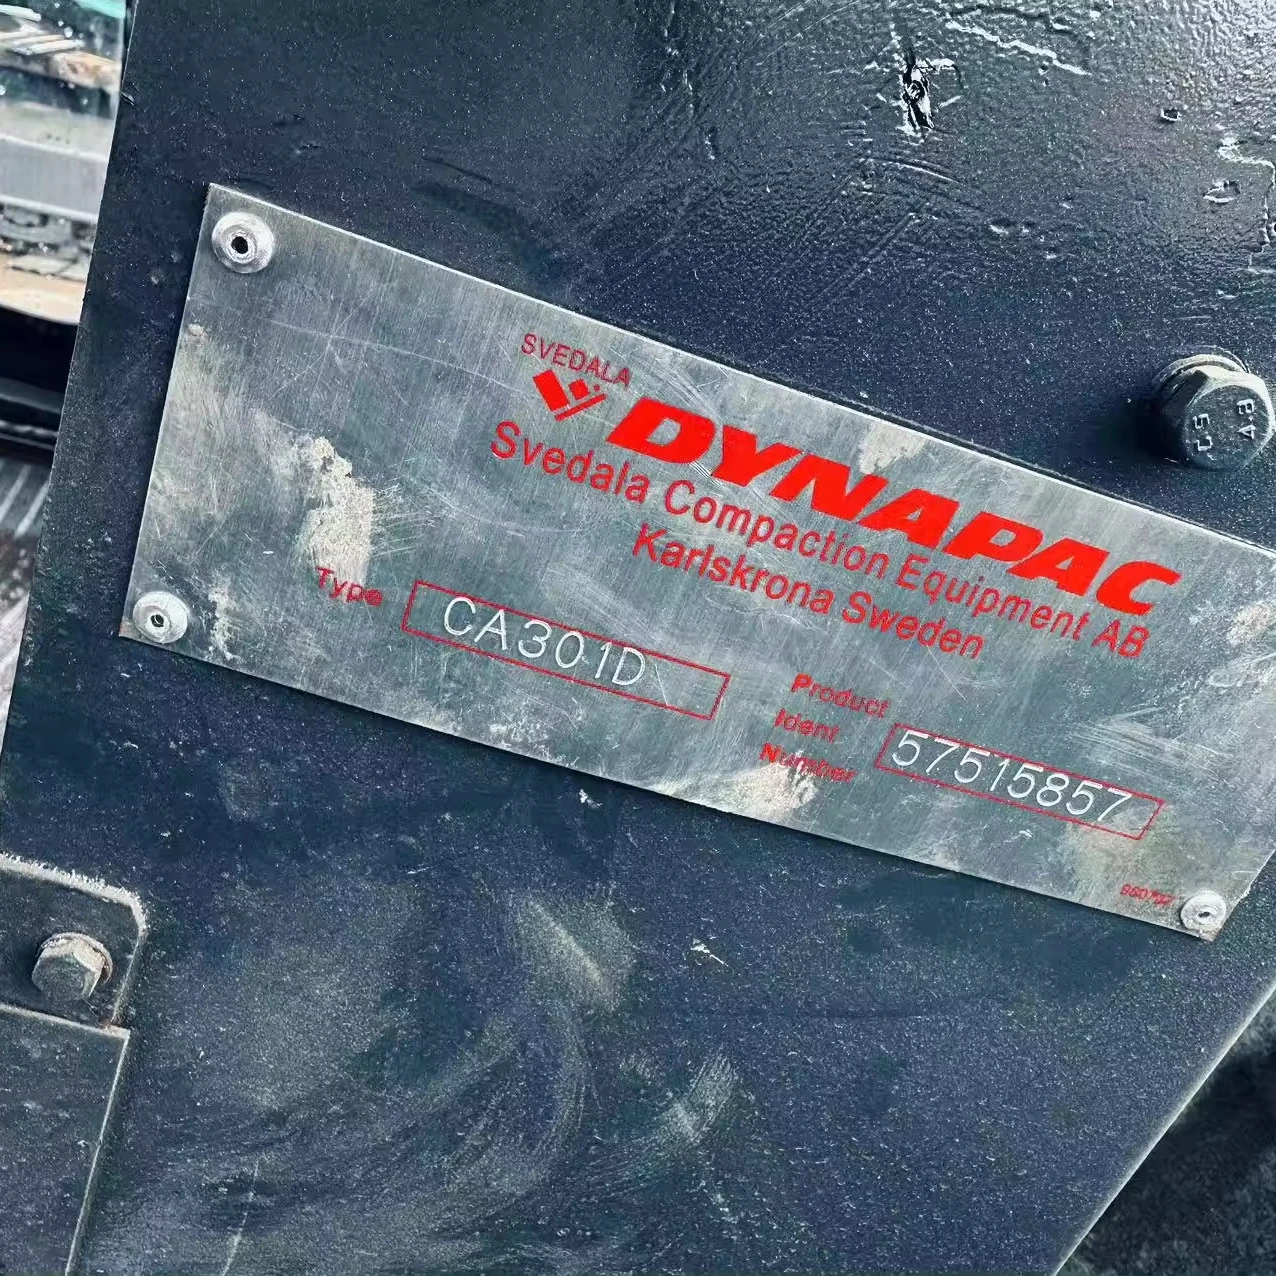 SVEDALA
DYNAPAC
Svedala Compaction Equipment AB
Karlskrona Sweden
Type CA301D
Product
Ident
Number 57515857